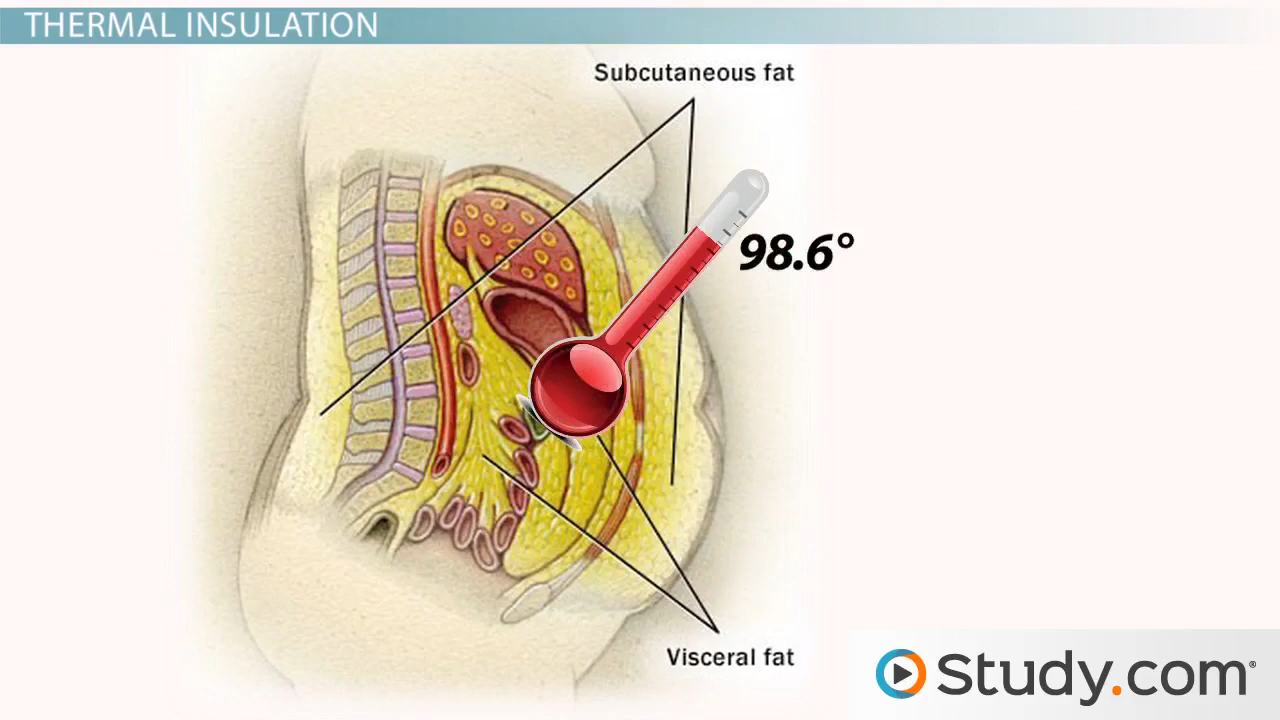 THERMAL INSULATION
Subcutaneous fat
98.6°
Visceral fat
Study.com®